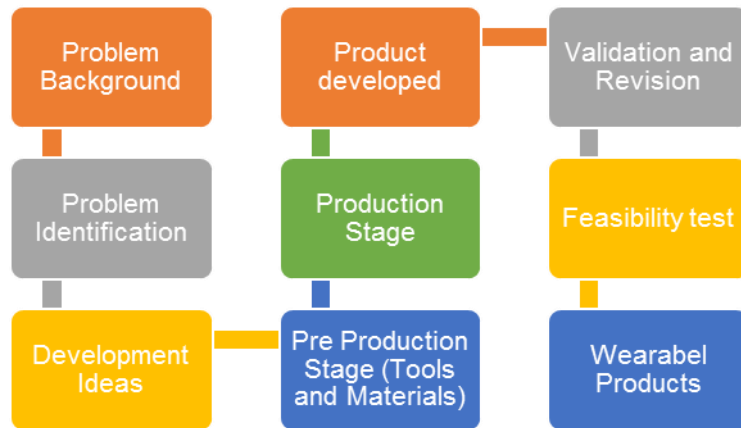 Problem
Background
Problem
Identification
Development
Ideas
Pre Production
Stage (Tools
and Materials)
Production
Stage
Product
developed
Validation and
Revision
Feasibility test
Wearabel
Products